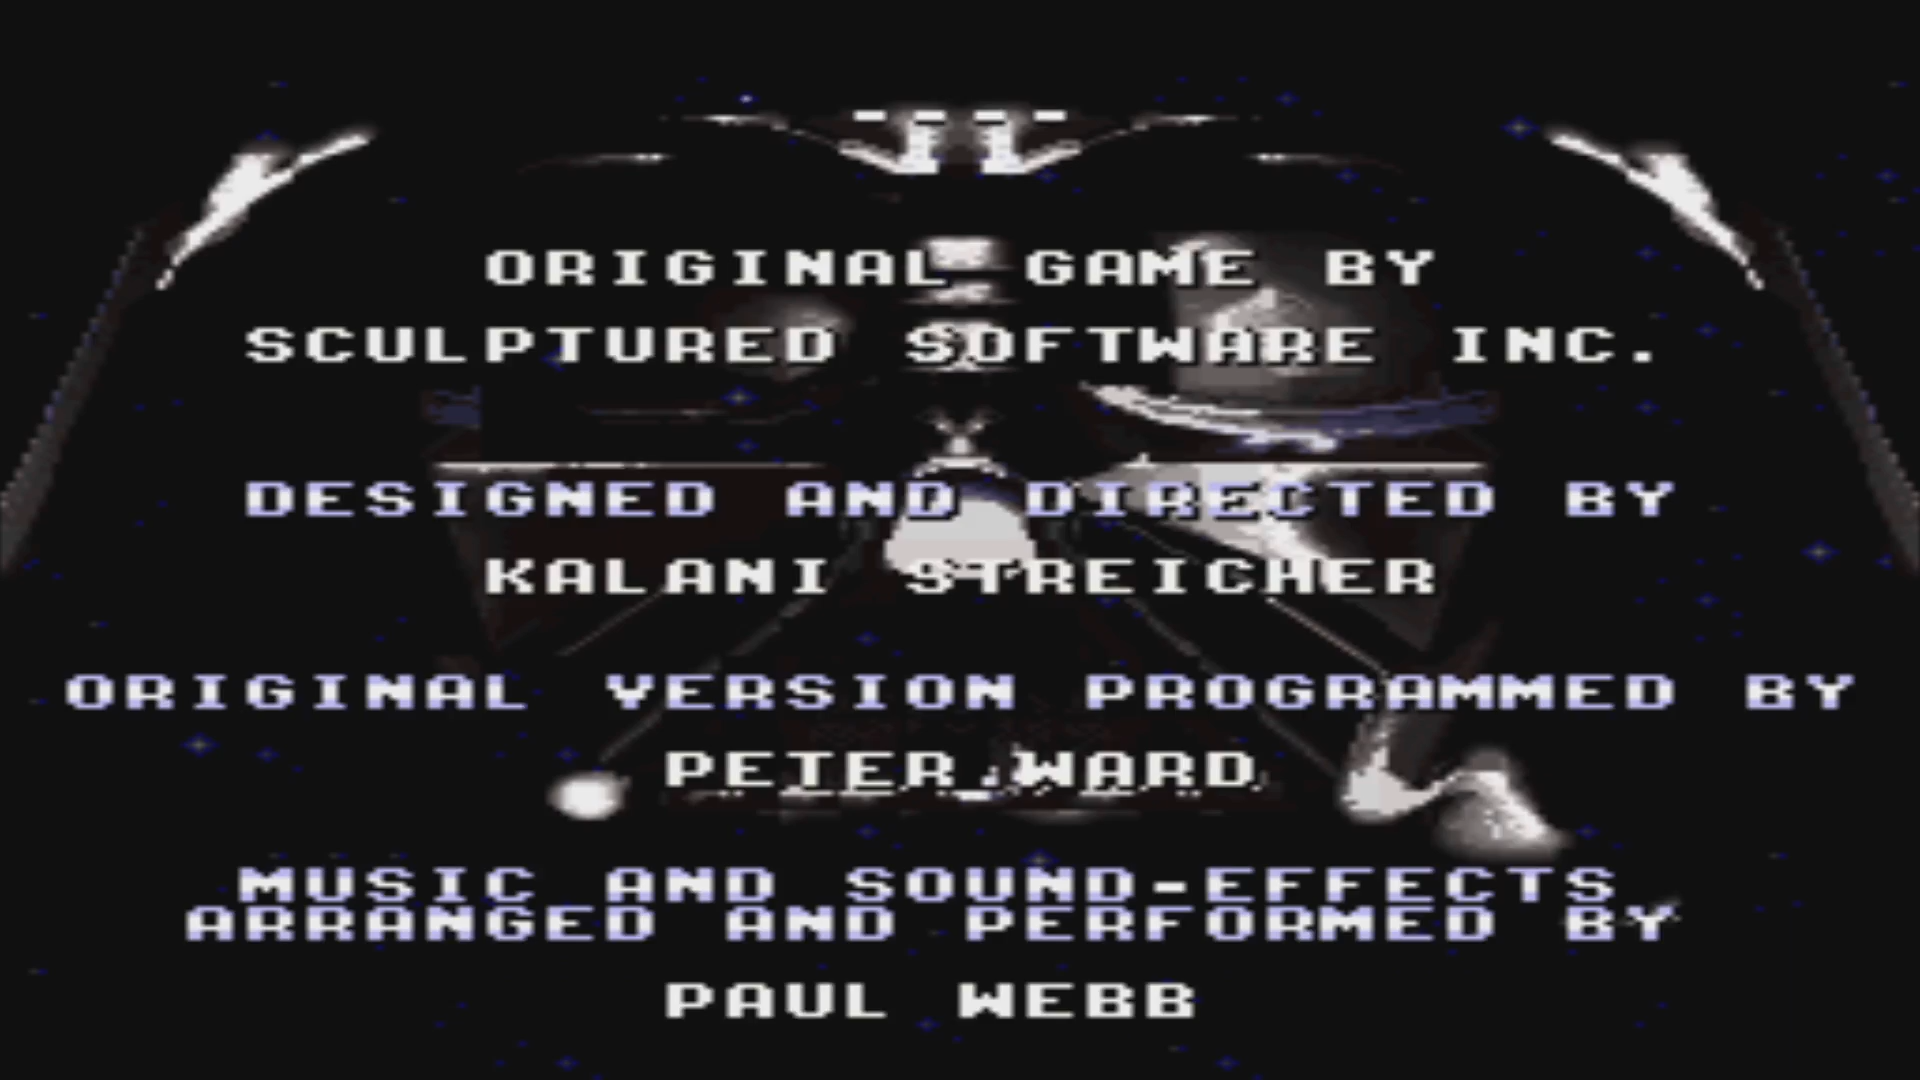 ORIGINAL GAME BY
SCULPTURED SOFTWARE INC.
DESIGNED AND DIRECTED BY
KALANI STREICHER
ORIGINAL VERSION PROGRAMMED BY
PETER WARD
MUSIC AND SOUND-EFFECTS
ARRANGED AND PERFORMED BY
PAUL WEBB